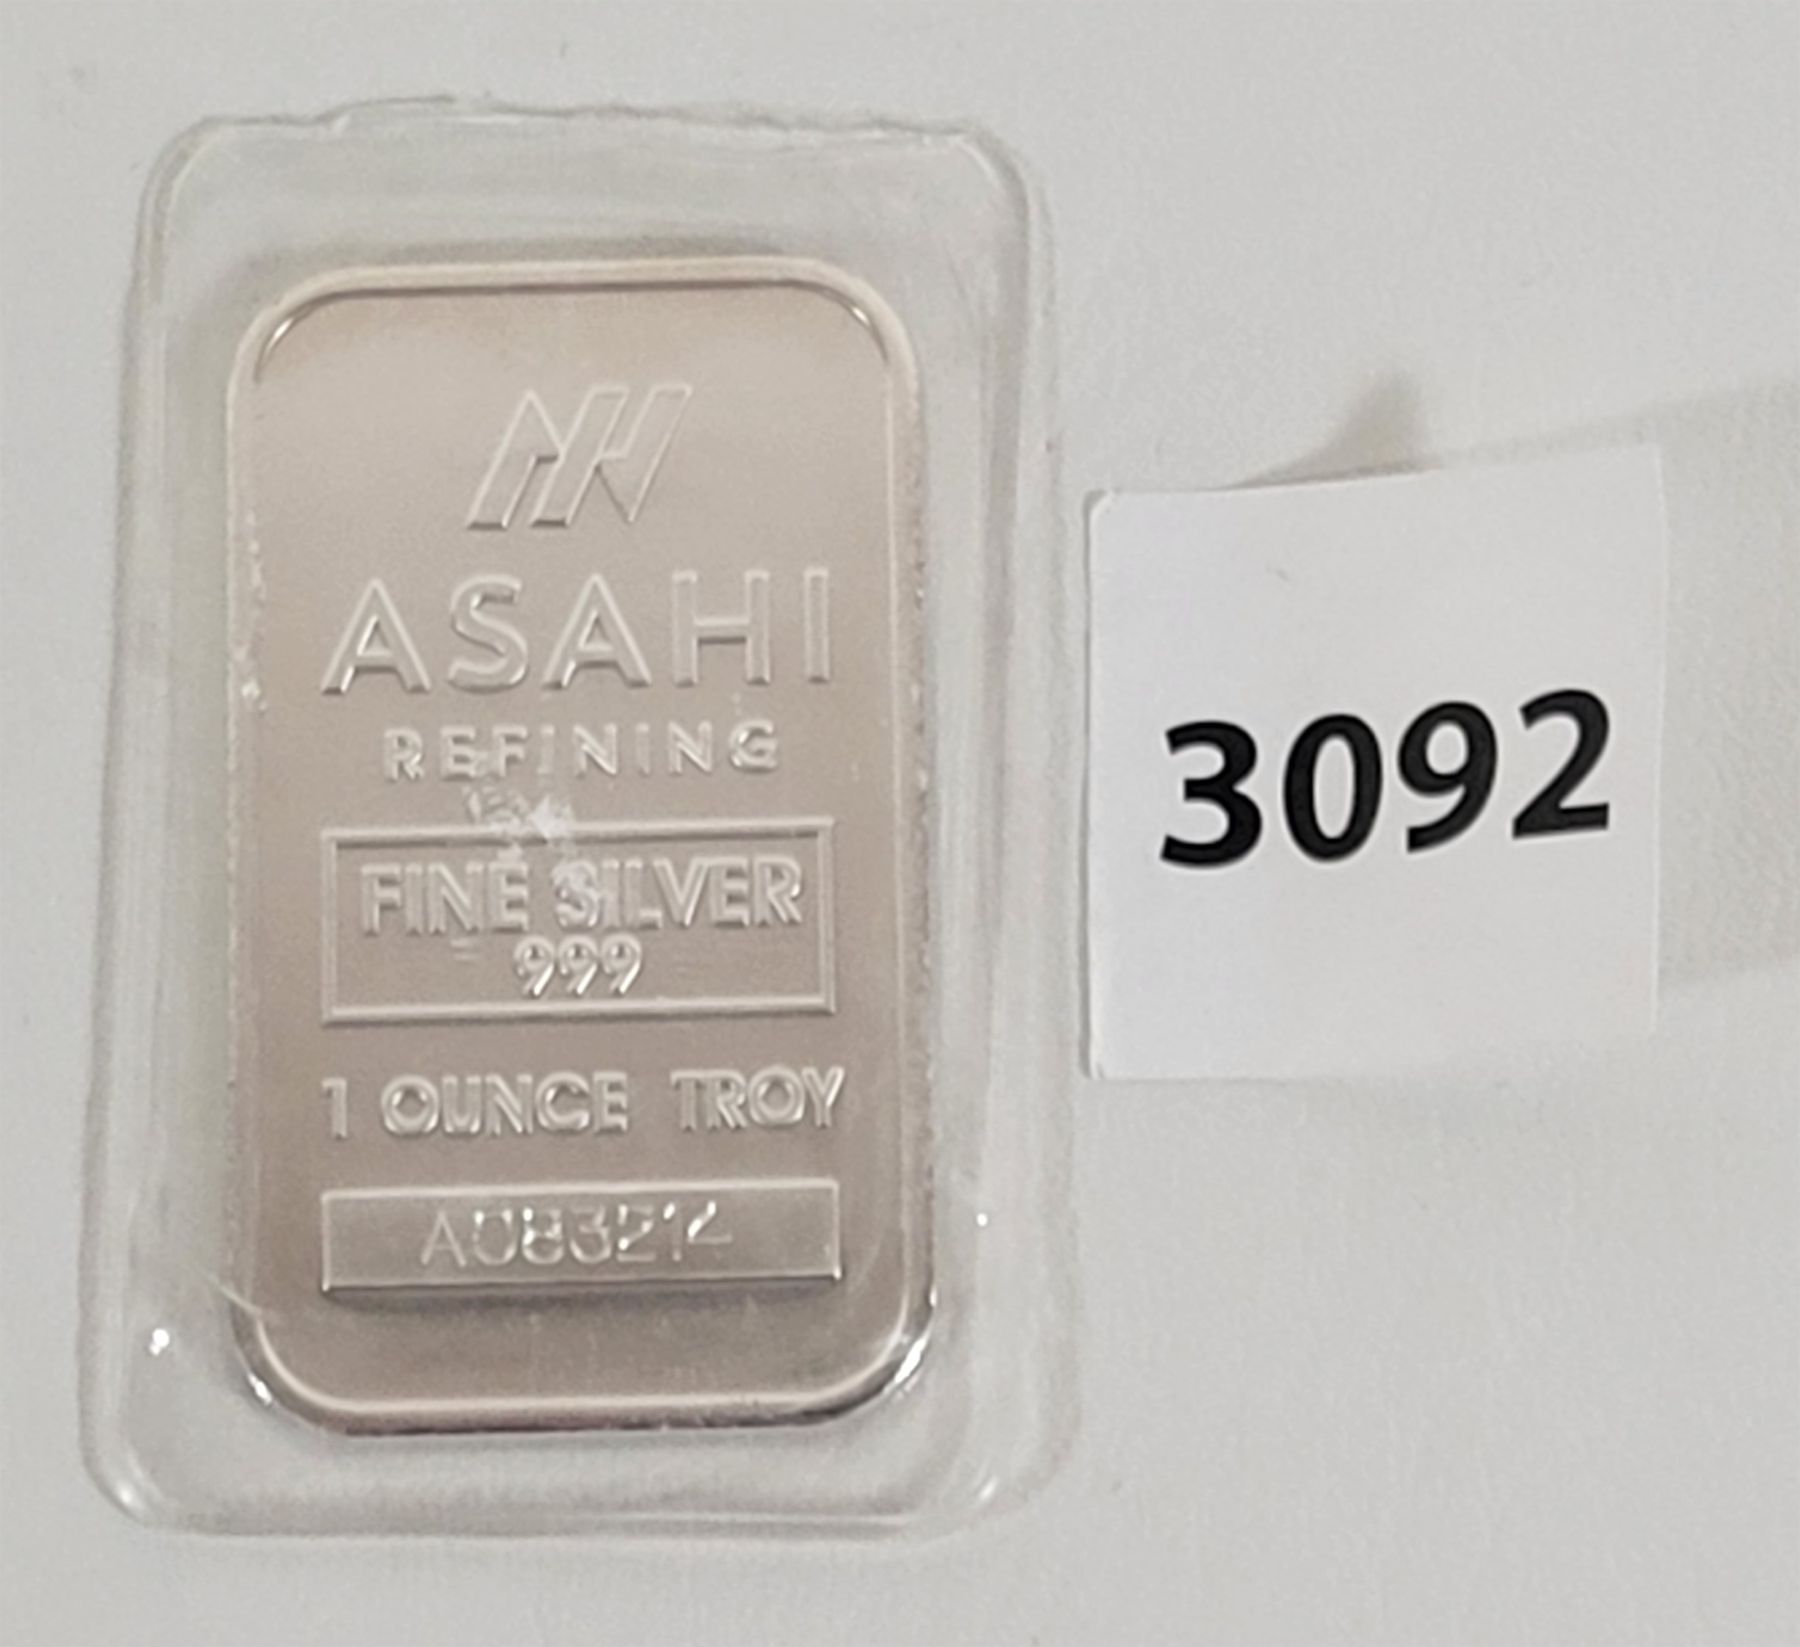 ASAHI
REFINING
FINE SILVER
999
1 OUNCE TROY
A083214
3092